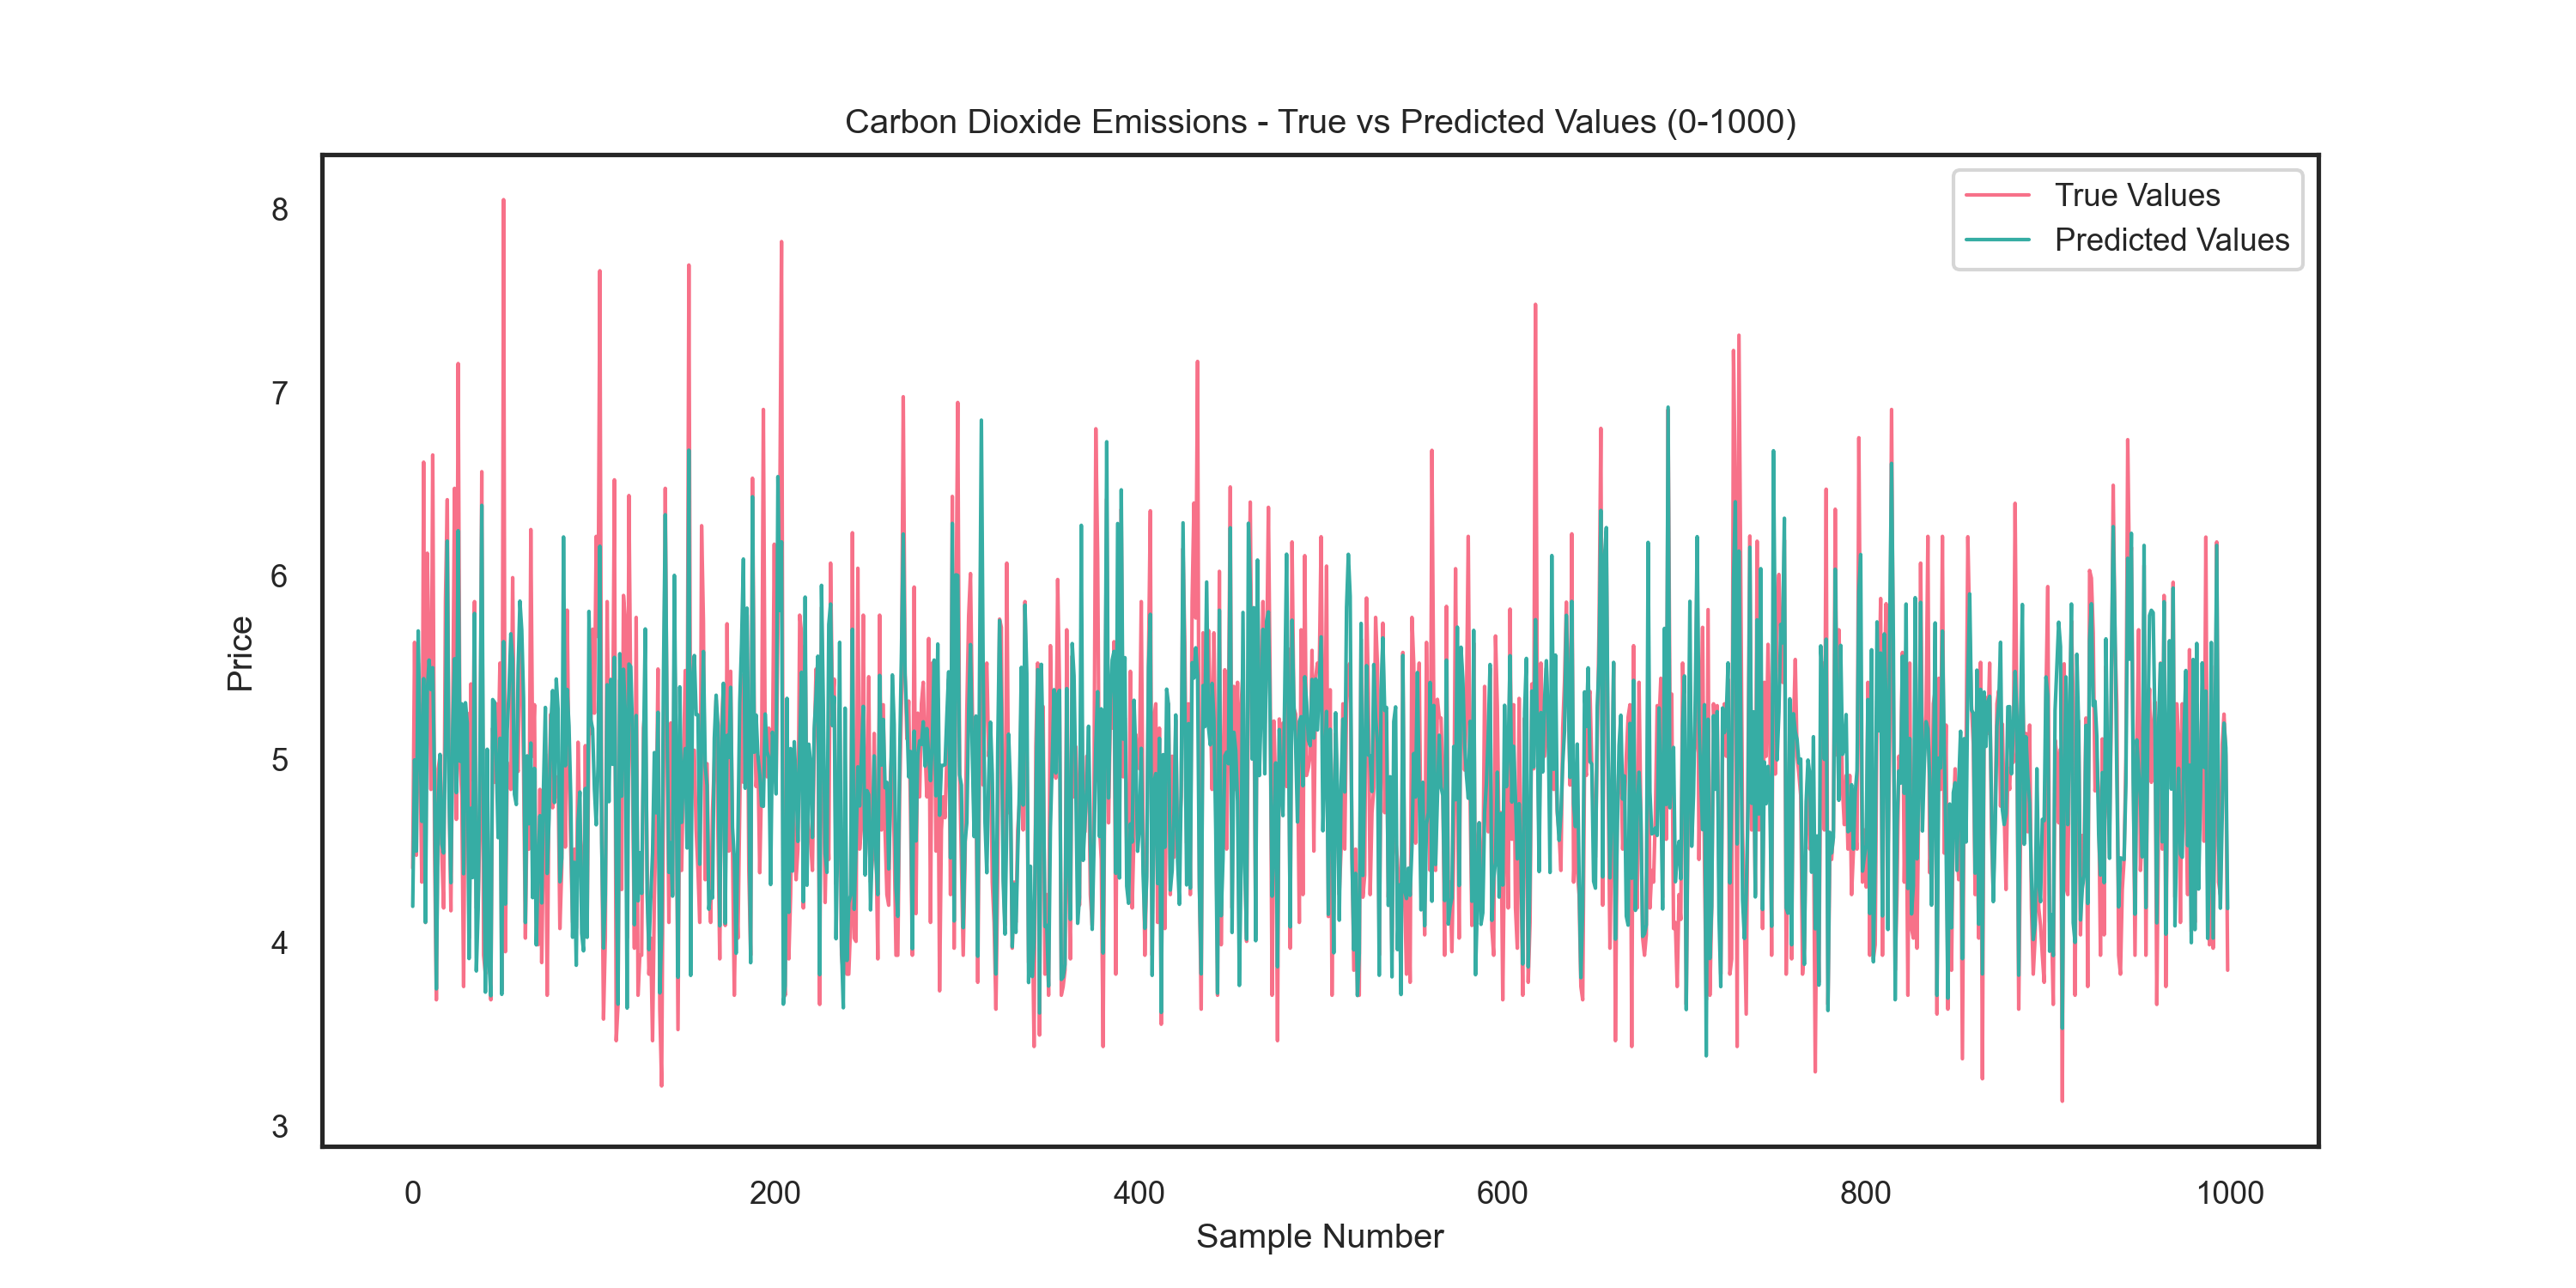 Carbon Dioxide Emissions - True vs Predicted Values (0-1000)
True Values
Predicted Values
8
7
6
5
4
3
Price
0 200 400 600 800 1000
Sample Number